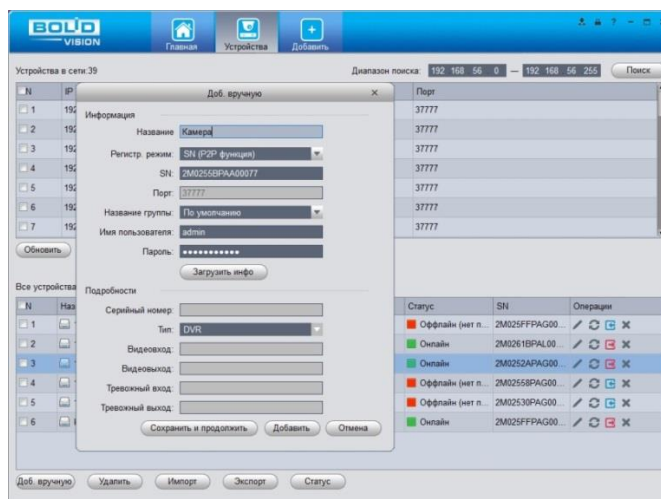 BOLID
VISION
Главная
Устройства
Добавить
Устройства в сети:39
Диапазон поиска: 192 168 56 0 — 192 168 56 255 Поиск
N IP Порт
1 192 37777
2 192 37777
3 192 37777
4 192 37777
5 192 37777
6 192 37777
7 192 37777
Обновить
Доб. вручную
Информация
Название Камера
Регистр. режим: SN (P2P функция)
SN: 2M0255BPAA00077
Порт: 37777
Название группы: По умолчанию
Имя пользователя: admin
Пароль: •••••••••••
Загрузить инфо
Подробности
Серийный номер:
Тип: DVR
Видеовход:
Видеовыход:
Тревожный вход:
Тревожный выход:
Сохранить и продолжить Добавить Отмена
Все устройства
N Наз Статус SN Операции
1 Оффлайн (нет п... 2M025FFPAG00...
2 Онлайн 2M0261BPAL00...
3 Онлайн 2M0252APAG00...
4 Оффлайн (нет п... 2M02558PAG00...
5 Оффлайн (нет п... 2M02530PAG00...
6 Онлайн 2M025FFPAG00...
Доб. вручную Удалить Импорт Экспорт Статус